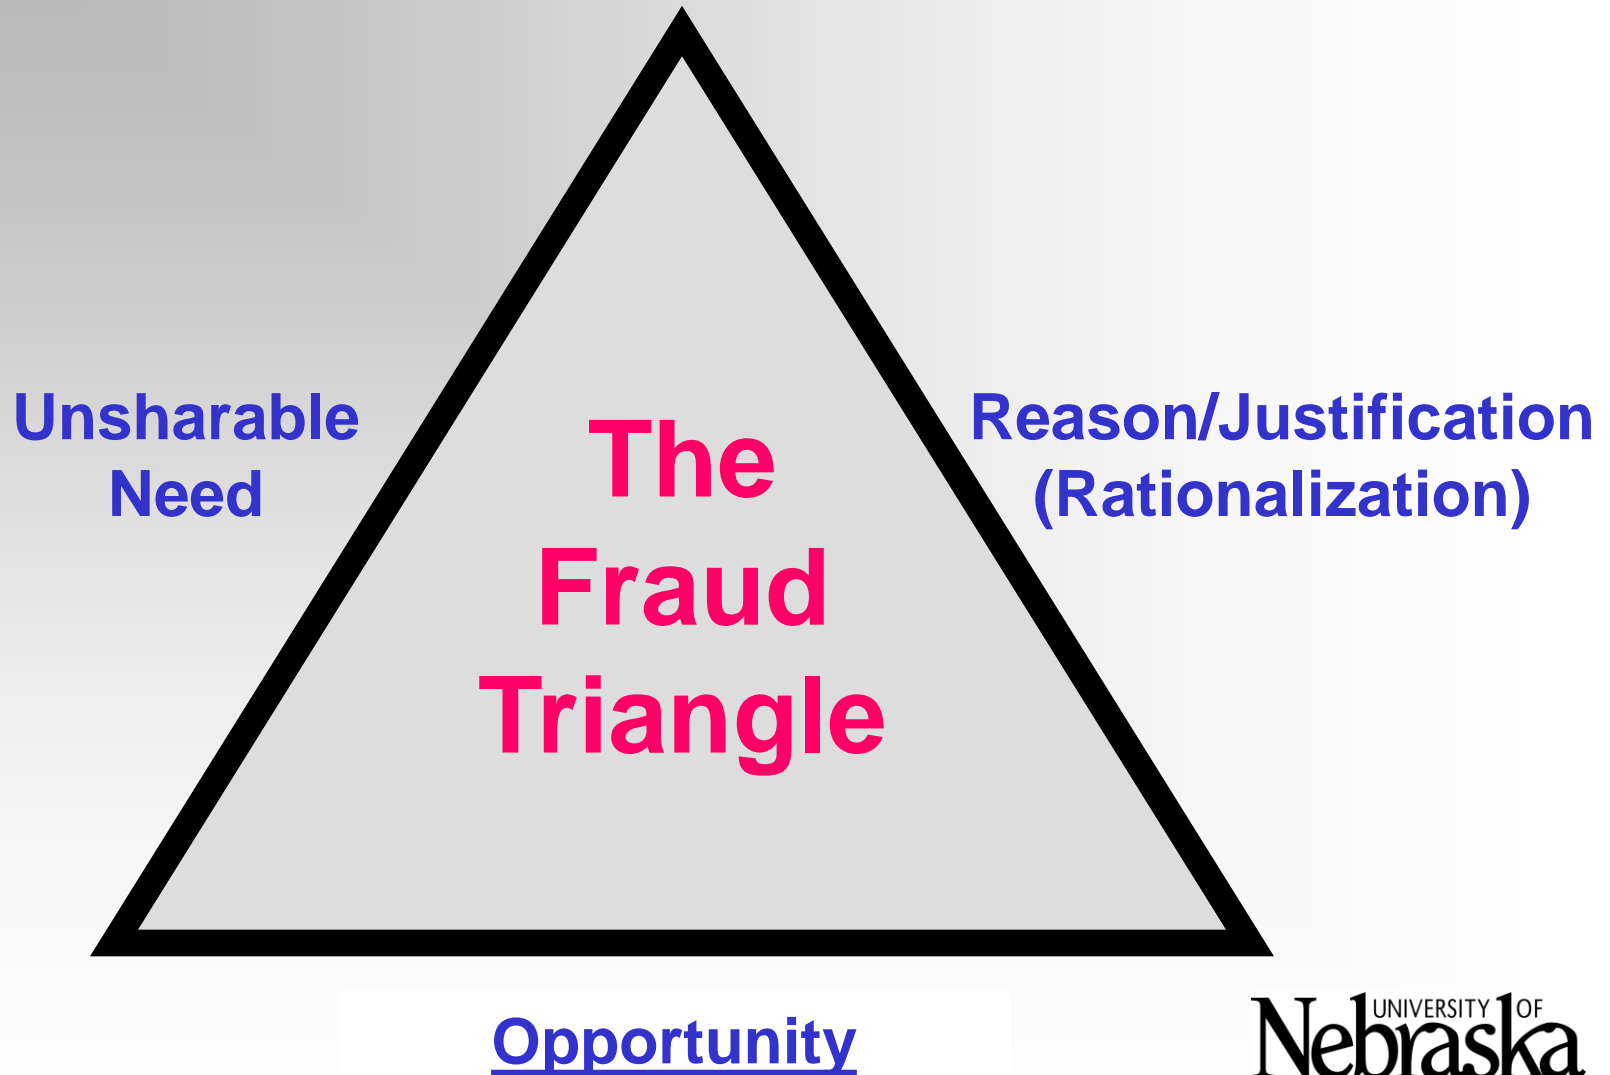 Unsharable
Need
The
Fraud
Triangle
Reason/Justification
(Rationalization)
Opportunity
UNIVERSITY OF
Nebraska